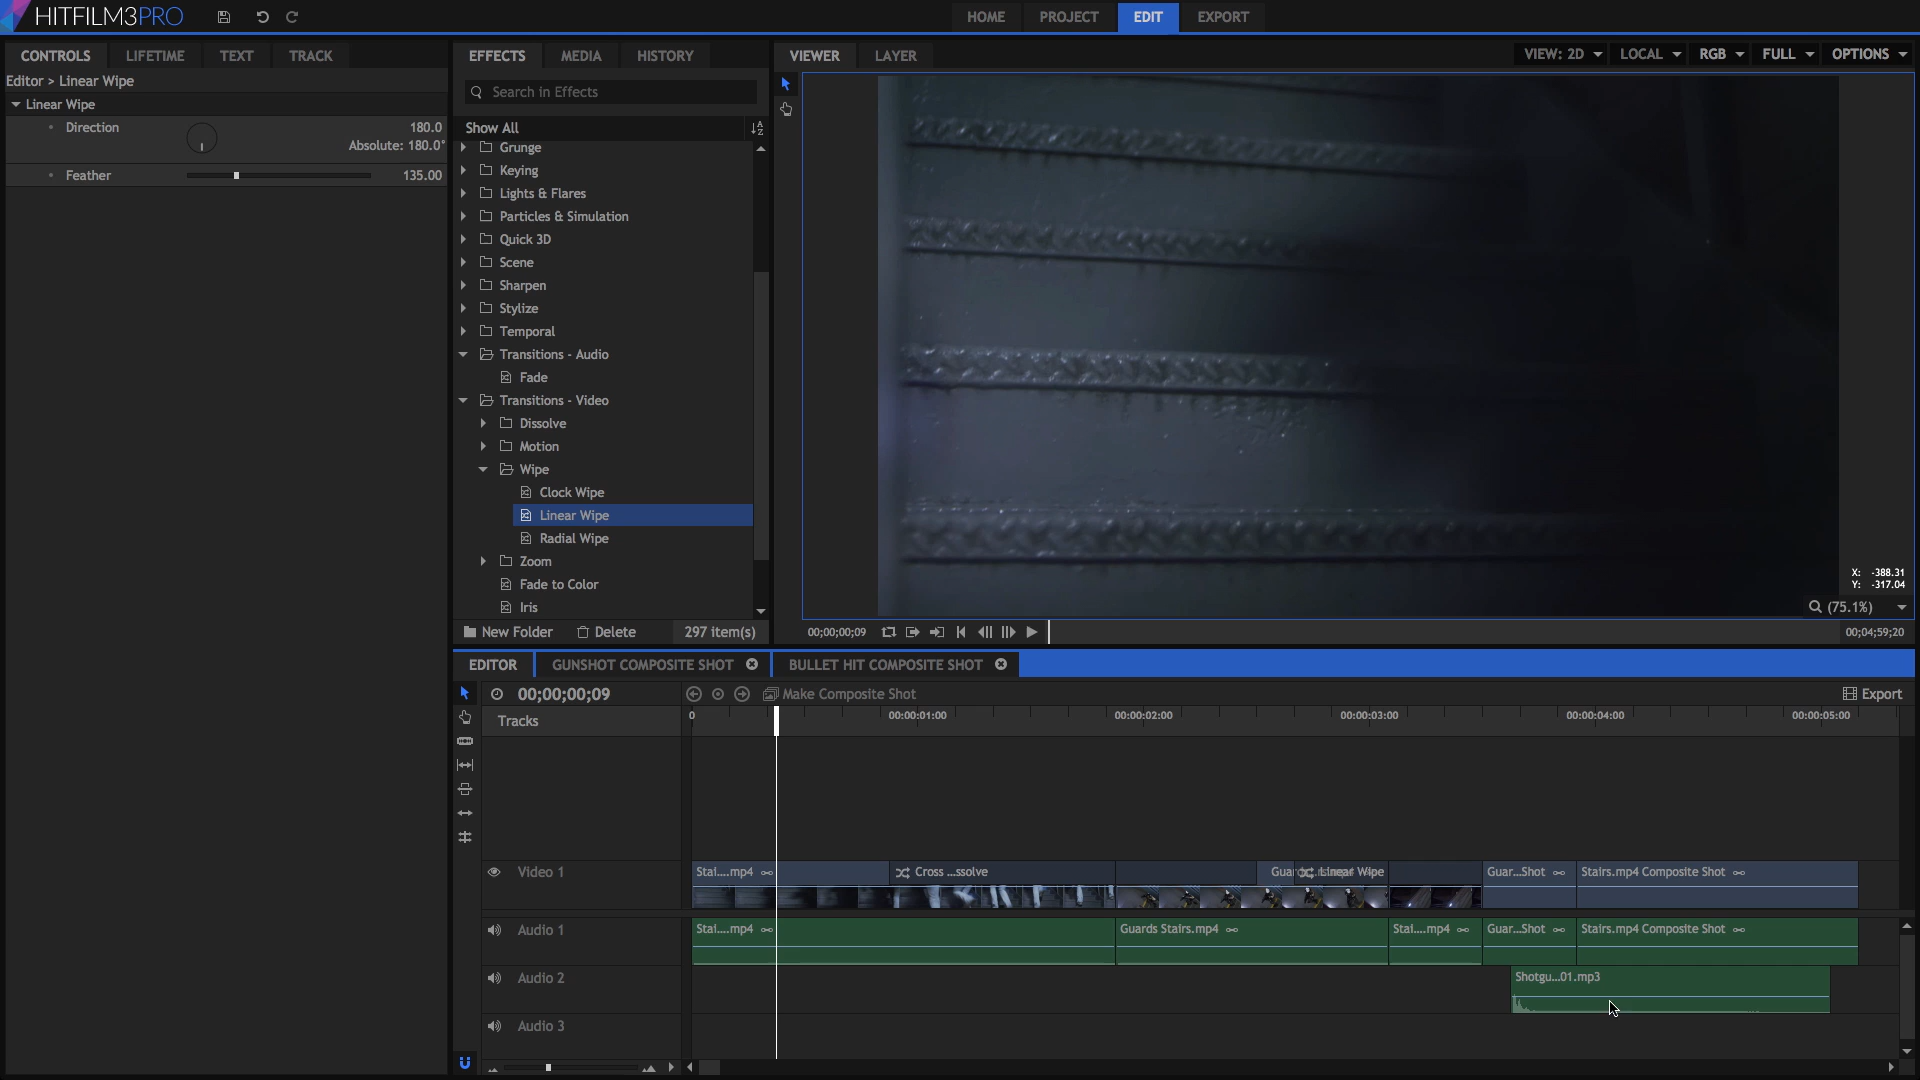 HITFILM3PRO
HOME PROJECT EDIT EXPORT
CONTROLS LIFETIME TEXT TRACK
Editor > Linear Wipe
Linear Wipe
Direction 180.0
Absolute: 180.0°
Feather 135.00
EFFECTS MEDIA HISTORY
Search in Effects
Show All
Grunge
Keying
Lights & Flares
Particles & Simulation
Quick 3D
Scene
Sharpen
Stylize
Temporal
Transitions - Audio
Fade
Transitions - Video
Dissolve
Motion
Wipe
Clock Wipe
Linear Wipe
Radial Wipe
Zoom
Fade to Color
Iris
New Folder Delete 297 item(s)
VIEWER LAYER
VIEW: 2D LOCAL RGB FULL OPTIONS
X: -388.31
Y: -317.04
(75.1%)
00;00;00;09 00;04;59;20
EDITOR GUNSHOT COMPOSITE SHOT BULLET HIT COMPOSITE SHOT
00;00;00;09 Make Composite Shot Export
Tracks 0 00:00:01:00 00:00:02:00 00:00:03:00 00:00:04:00 00:00:05:00
Video 1 Stai....mp4 Cross ...ssolve Linear Wipe Guar...Shot Stairs.mp4 Composite Shot
Audio 1 Stai....mp4 Guards Stairs.mp4 Stai....mp4 Guar...Shot Stairs.mp4 Composite Shot
Audio 2 Shotgu...01.mp3
Audio 3